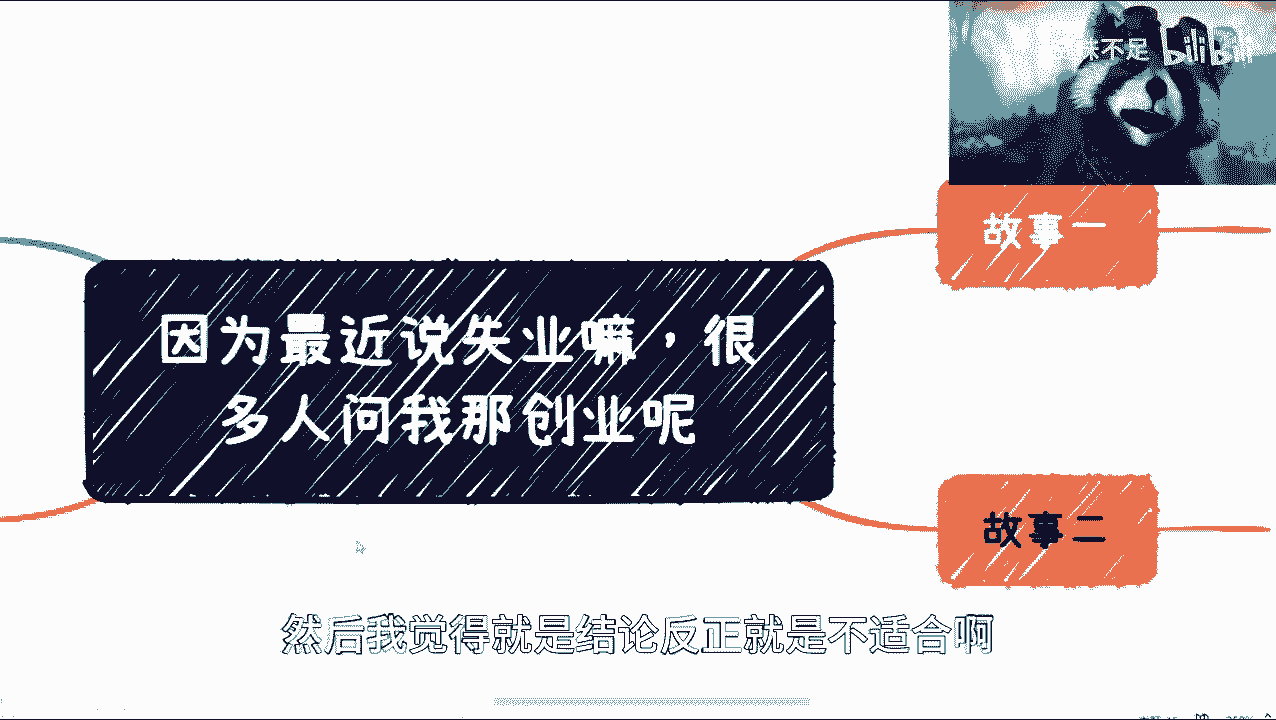 味不足 bilibili
故事一
因为最近说失业嘛，很
多人问我那创业呢
故事二
然后我觉得就是结论反正就是不适合啊